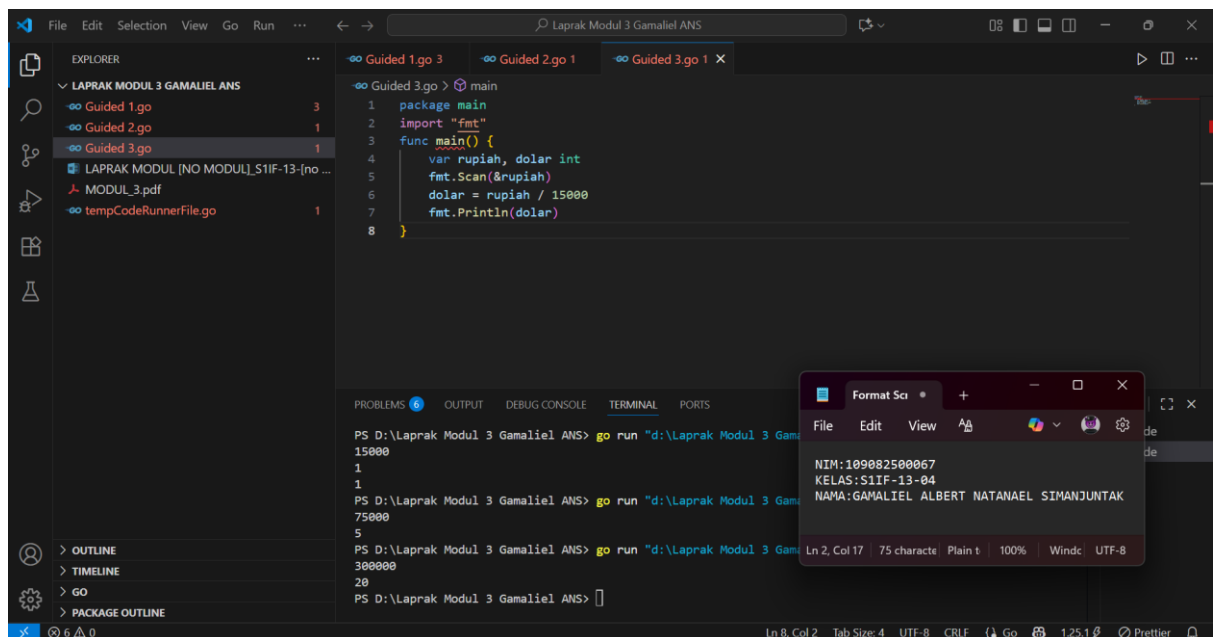 File Edit Selection View Go Run ... Laprak Modul 3 Gamaliel ANS
EXPLORER
LAPRAK MODUL 3 GAMALIEL ANS
Guided 1.go 3
Guided 2.go 1
Guided 3.go 1
LAPRAK MODUL [NO MODUL]_S1IF-13-[no ...
MODUL_3.pdf
tempCodeRunnerFile.go 1
OUTLINE
TIMELINE
GO
PACKAGE OUTLINE
Guided 1.go 3 Guided 2.go 1 Guided 3.go 1
Guided 3.go > main
1 package main
2 import "fmt"
3 func main() {
4 var rupiah, dolar int
5 fmt.Scan(&rupiah)
6 dolar = rupiah / 15000
7 fmt.Println(dolar)
8 }
PROBLEMS 6 OUTPUT DEBUG CONSOLE TERMINAL PORTS
PS D:\Laprak Modul 3 Gamaliel ANS> go run "d:\Laprak Modul 3 Gama
15000
1
1
PS D:\Laprak Modul 3 Gamaliel ANS> go run "d:\Laprak Modul 3 Gama
75000
5
PS D:\Laprak Modul 3 Gamaliel ANS> go run "d:\Laprak Modul 3 Gama
300000
20
PS D:\Laprak Modul 3 Gamaliel ANS>
de
de
Format Scr
File Edit View
NIM:109082500067
KELAS:S1IF-13-04
NAMA:GAMALIEL ALBERT NATANAEL SIMANJUNTAK
Ln 2, Col 17 75 characte Plain t 100% Windc UTF-8
6 0 Ln 8, Col 2 Tab Size: 4 UTF-8 CRLF Go 1.25.1 Prettier